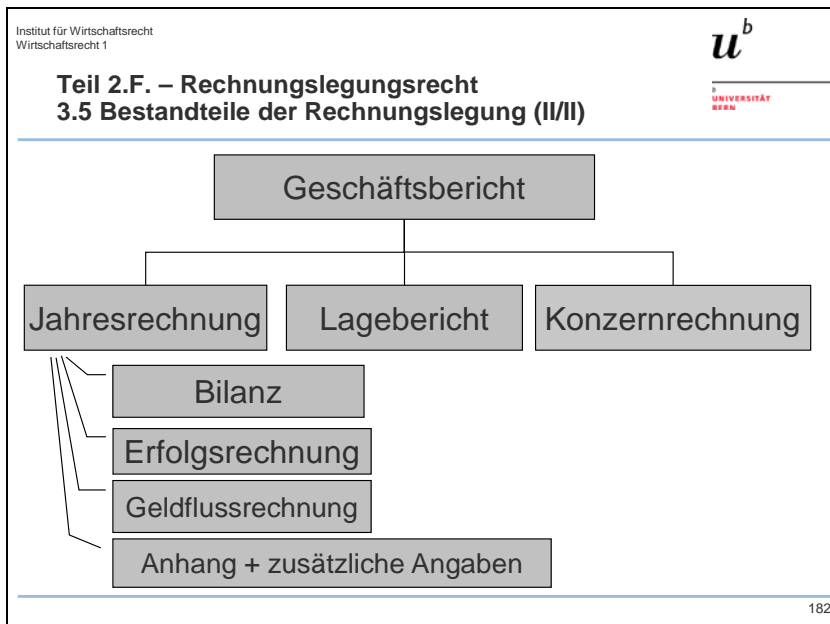 Institut für Wirtschaftsrecht
Wirtschaftsrecht 1
u^b
b
UNIVERSITÄT
BERN
Teil 2.F. – Rechnungslegungsrecht
3.5 Bestandteile der Rechnungslegung (II/II)
Geschäftsbericht
Jahresrechnung
Lagebericht
Konzernrechnung
Bilanz
Erfolgsrechnung
Geldflussrechnung
Anhang + zusätzliche Angaben
182